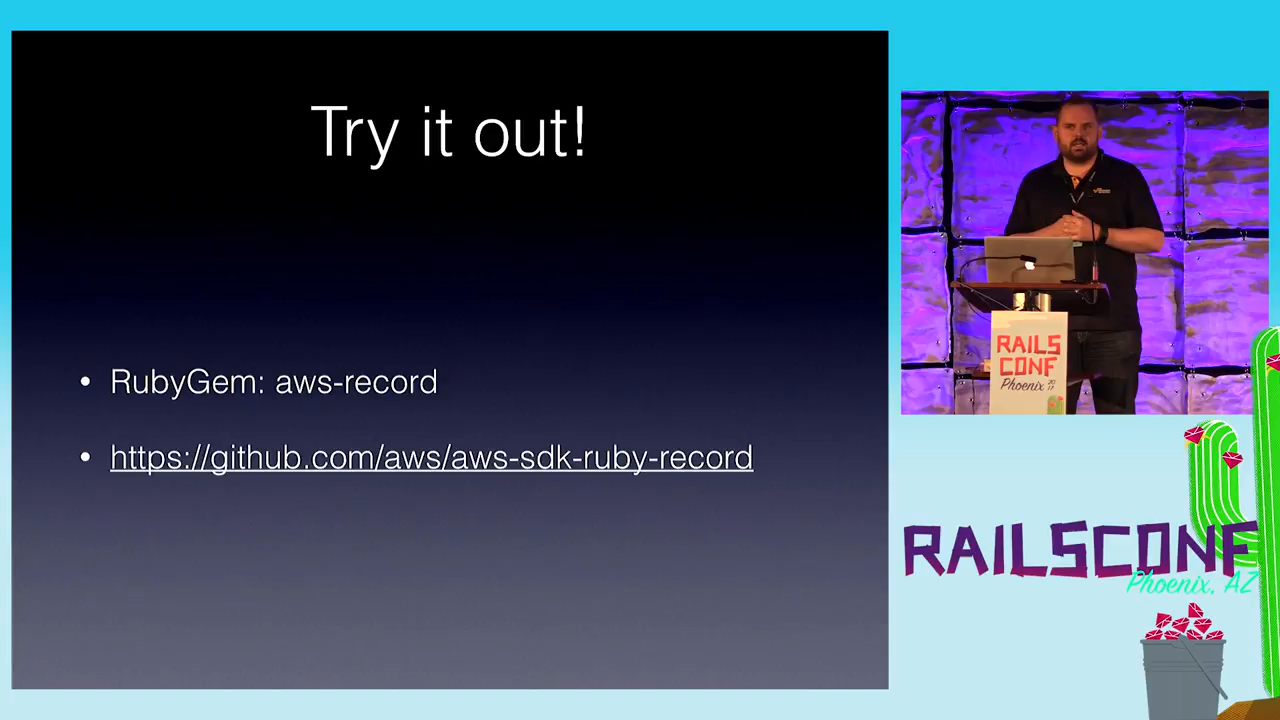 Try it out!
• RubyGem: aws-record
• https://github.com/aws/aws-sdk-ruby-record
RAILS
CONF
Phoenix 2017
RAILSCONF
Phoenix, AZ